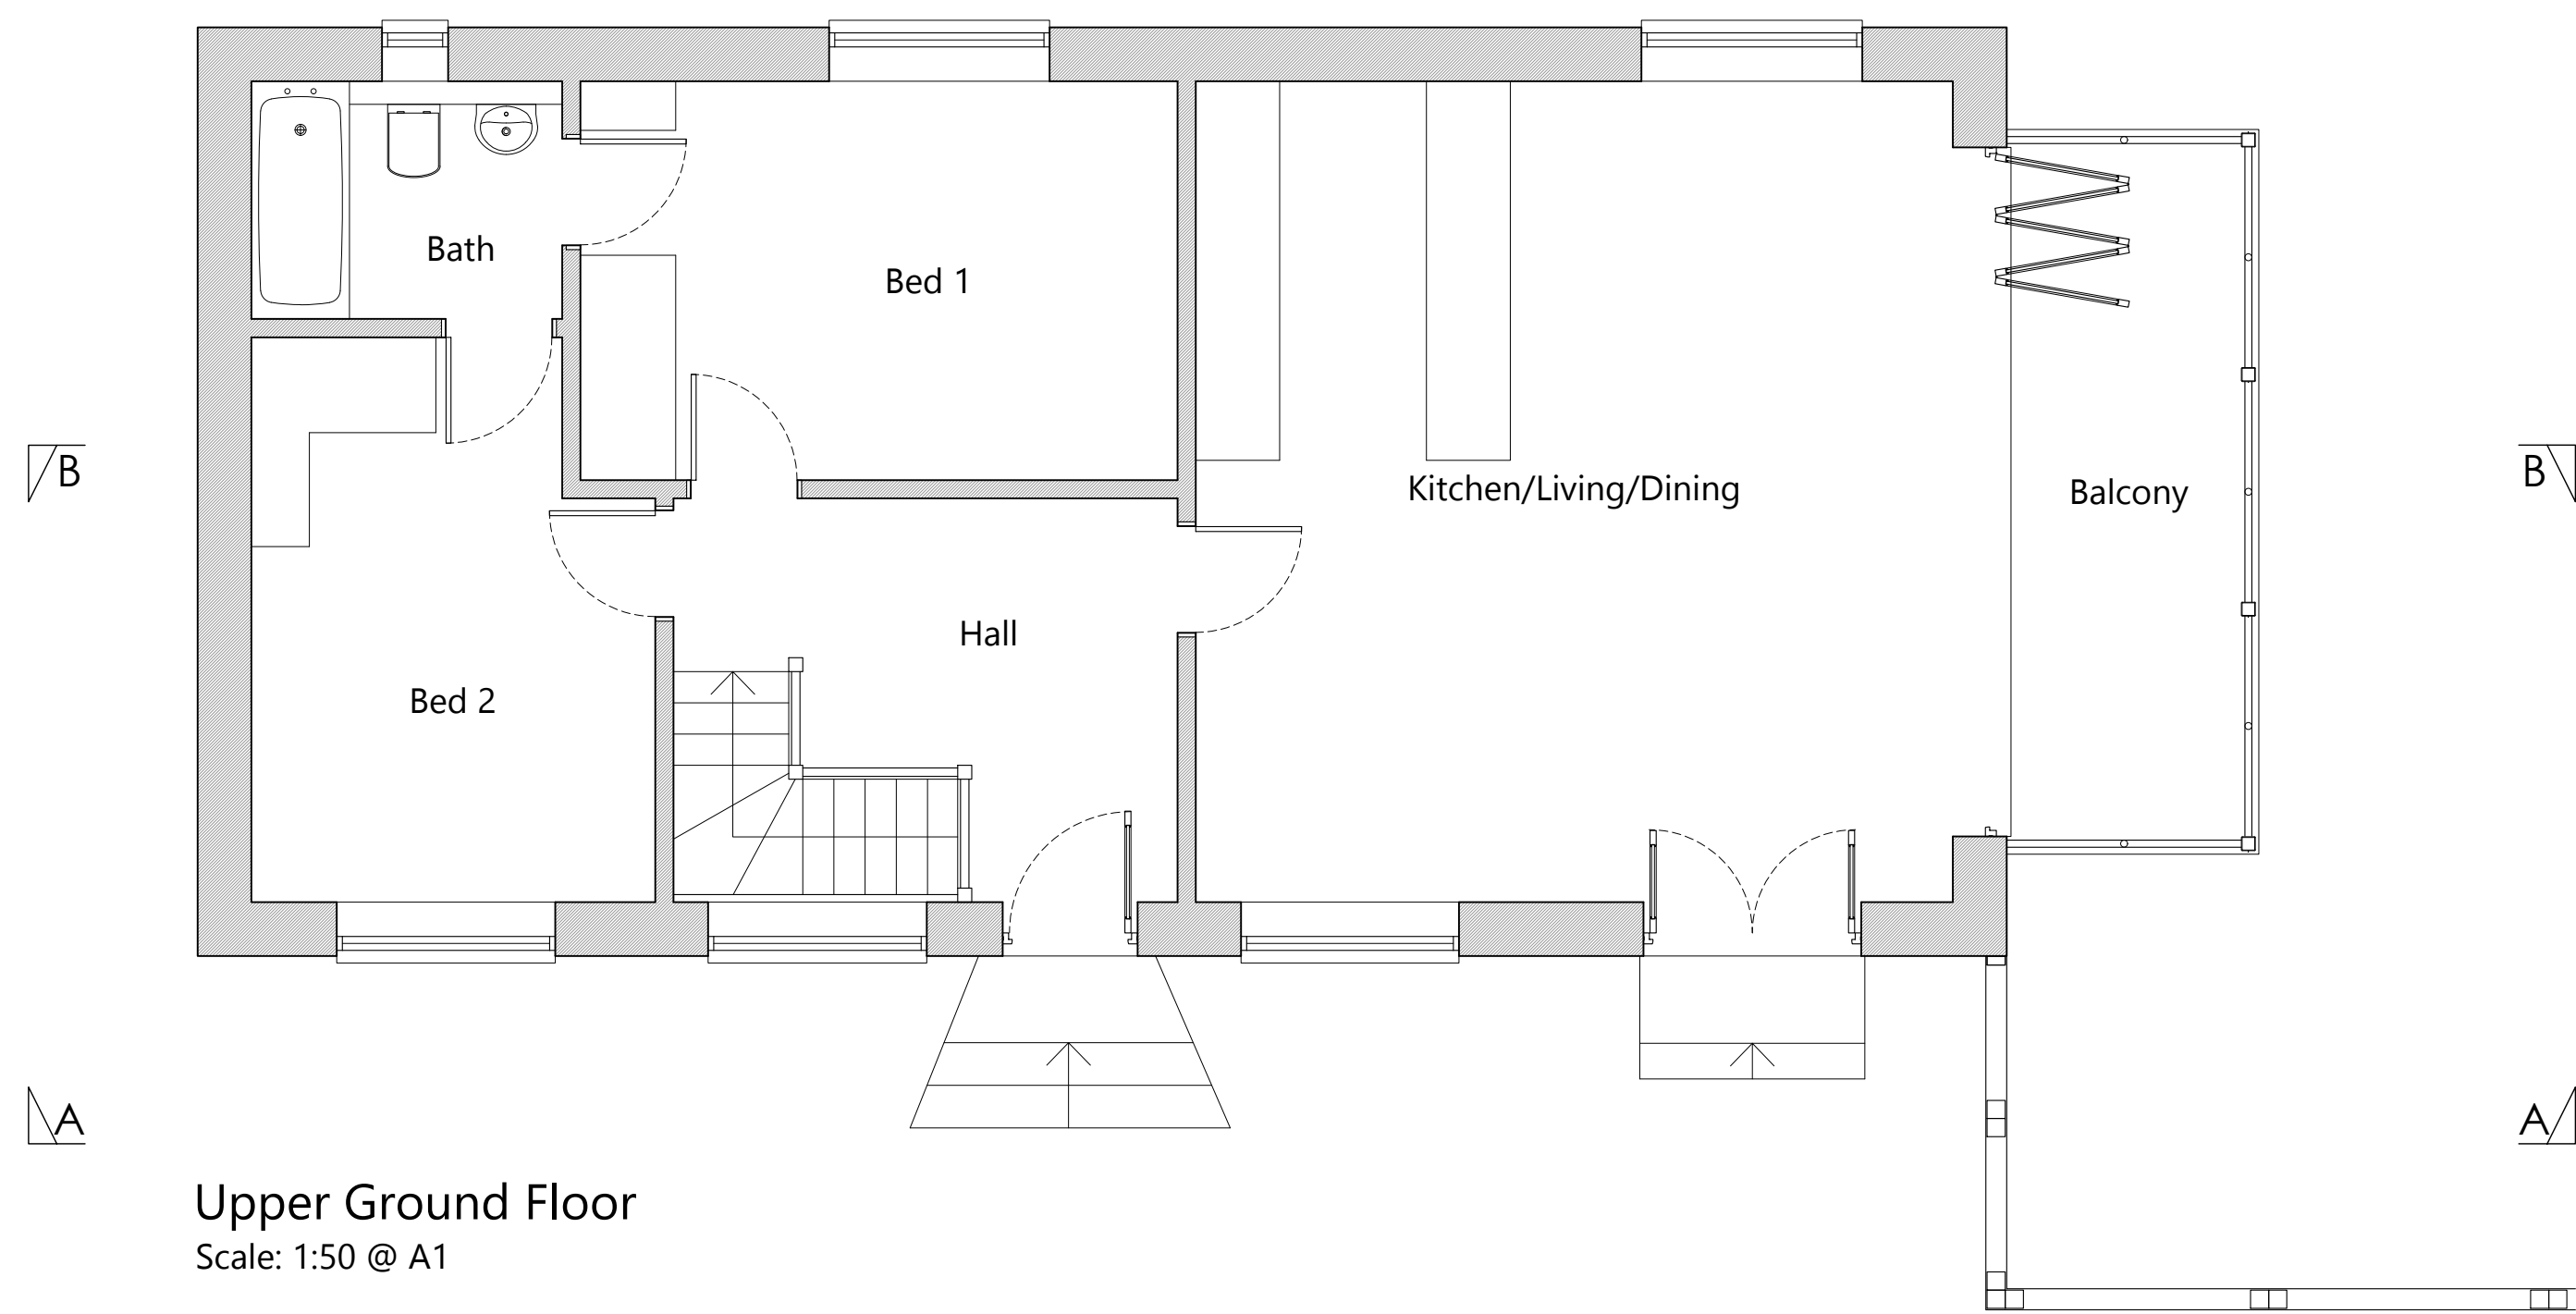 Bath
Bed 1
B
Kitchen/Living/Dining
Balcony
B
Hall
Bed 2
A
A
Upper Ground Floor
Scale: 1:50 @ A1